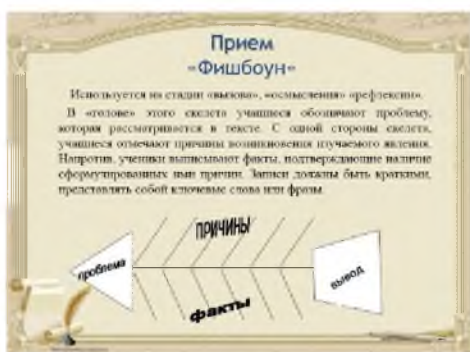 Прием
«Фишбоун»
Используется на стадии «вызова», «осмысления» «рефлексии».
В «голове» этого скелета учащиеся обозначают проблему,
которая рассматривается в тексте. С одной стороны скелета,
учащиеся отмечают причины возникновения изучаемого явления.
Напротив, ученики выписывают факты, подтверждающие наличие
сформулированных ими причин. Записи должны быть краткими,
представлять собой ключевые слова или фразы.
ПРИЧИНЫ
проблема
вывод
факты